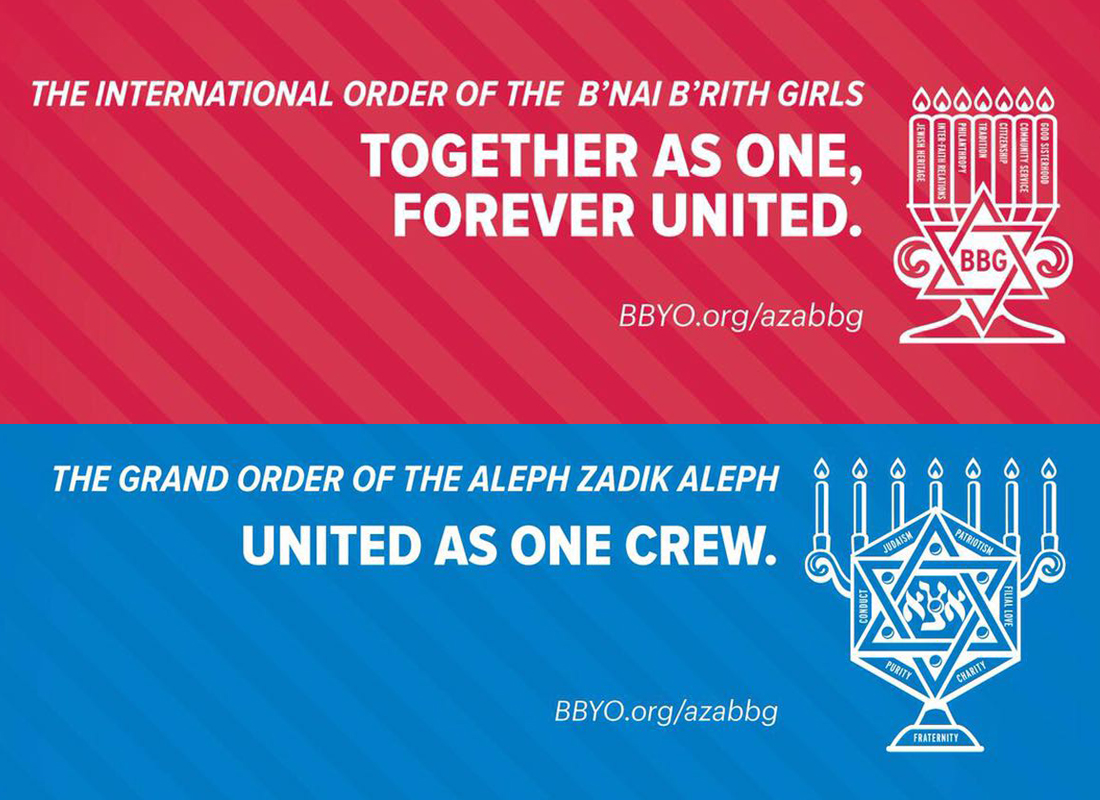 THE INTERNATIONAL ORDER OF THE B'NAI B'RITH GIRLS
TOGETHER AS ONE,
FOREVER UNITED.
BBYO.org/azabbg
JEWISH HERITAGE
INTER-FAITH RELATIONS
PHILANTHROPY
TRADITION
CITIZENSHIP
COMMUNITY SERVICE
GOOD SISTERHOOD
BBG
THE GRAND ORDER OF THE ALEPH ZADIK ALEPH
UNITED AS ONE CREW.
BBYO.org/azabbg
JUDAISM
PATRIOTISM
CONDUCT
אצא
FILIAL LOVE
PURITY
CHARITY
FRATERNITY